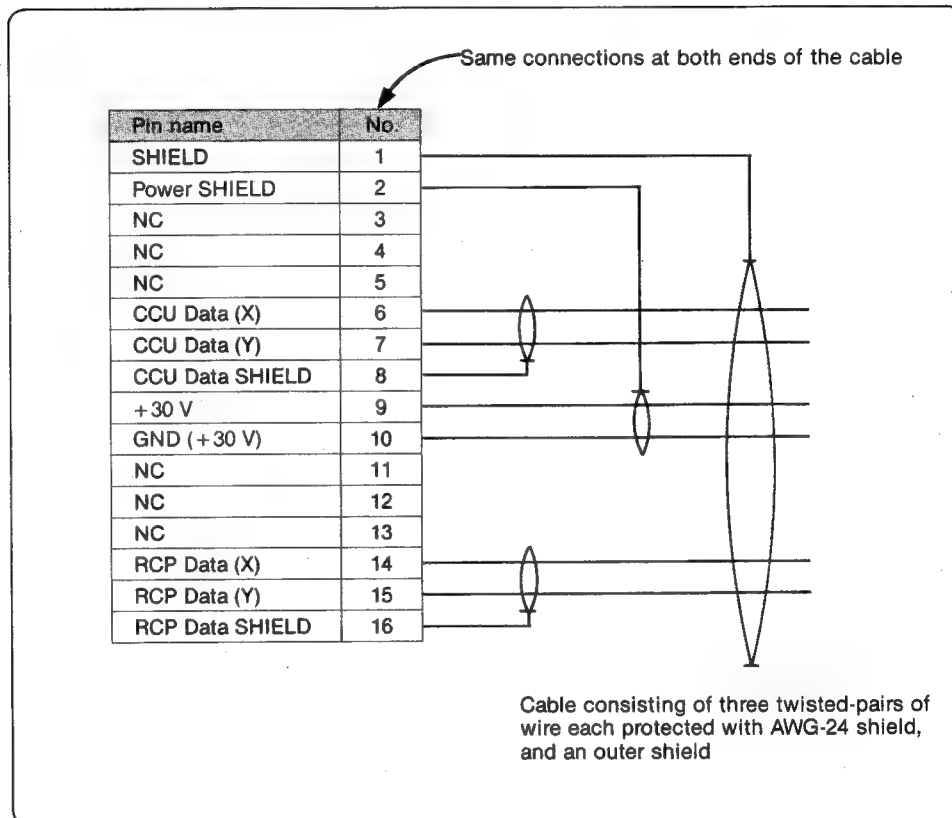 Same connections at both ends of the cable
Pin name No.
SHIELD 1
Power SHIELD 2
NC 3
NC 4
NC 5
CCU Data (X) 6
CCU Data (Y) 7
CCU Data SHIELD 8
+30 V 9
GND (+30 V) 10
NC 11
NC 12
NC 13
RCP Data (X) 14
RCP Data (Y) 15
RCP Data SHIELD 16
Cable consisting of three twisted-pairs of
wire each protected with AWG-24 shield,
and an outer shield